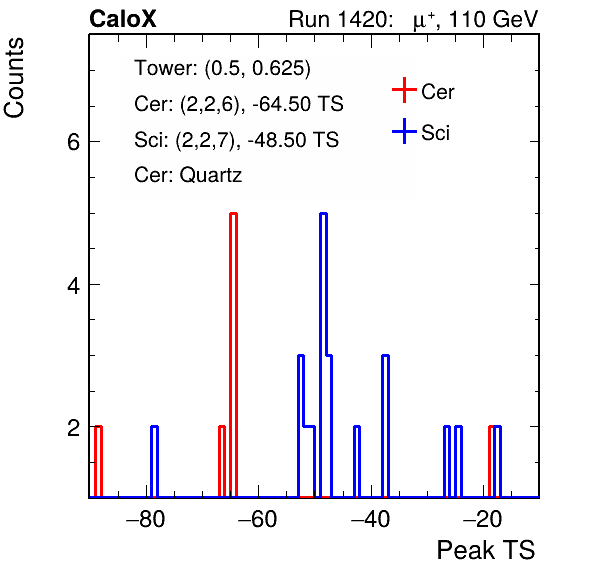 CaloX Run 1420: μ⁺, 110 GeV
Counts
Tower: (0.5, 0.625)
Cer: (2,2,6), -64.50 TS
Sci: (2,2,7), -48.50 TS
Cer: Quartz
Cer
Sci
6
4
2
−80 −60 −40 −20
Peak TS